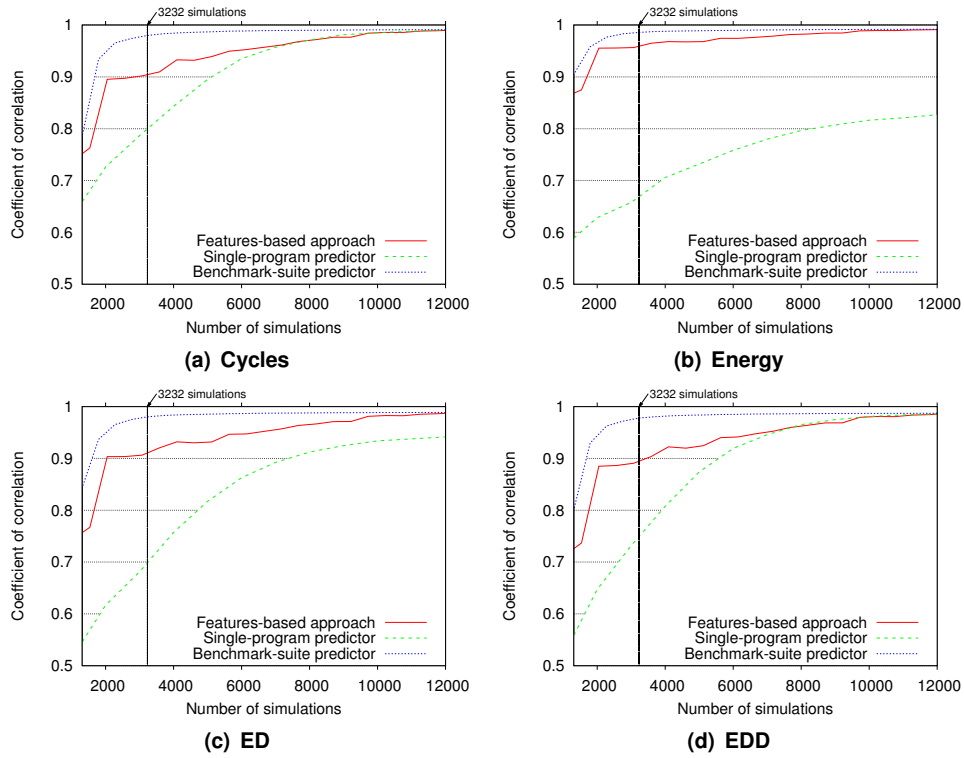 3232 simulations
1
0.9
0.8
0.7
0.6
0.5
Coefficient of correlation
Features-based approach
Single-program predictor
Benchmark-suite predictor
2000 4000 6000 8000 10000 12000
Number of simulations
(a) Cycles
3232 simulations
1
0.9
0.8
0.7
0.6
0.5
Coefficient of correlation
Features-based approach
Single-program predictor
Benchmark-suite predictor
2000 4000 6000 8000 10000 12000
Number of simulations
(b) Energy
3232 simulations
1
0.9
0.8
0.7
0.6
0.5
Coefficient of correlation
Features-based approach
Single-program predictor
Benchmark-suite predictor
2000 4000 6000 8000 10000 12000
Number of simulations
(c) ED
3232 simulations
1
0.9
0.8
0.7
0.6
0.5
Coefficient of correlation
Features-based approach
Single-program predictor
Benchmark-suite predictor
2000 4000 6000 8000 10000 12000
Number of simulations
(d) EDD